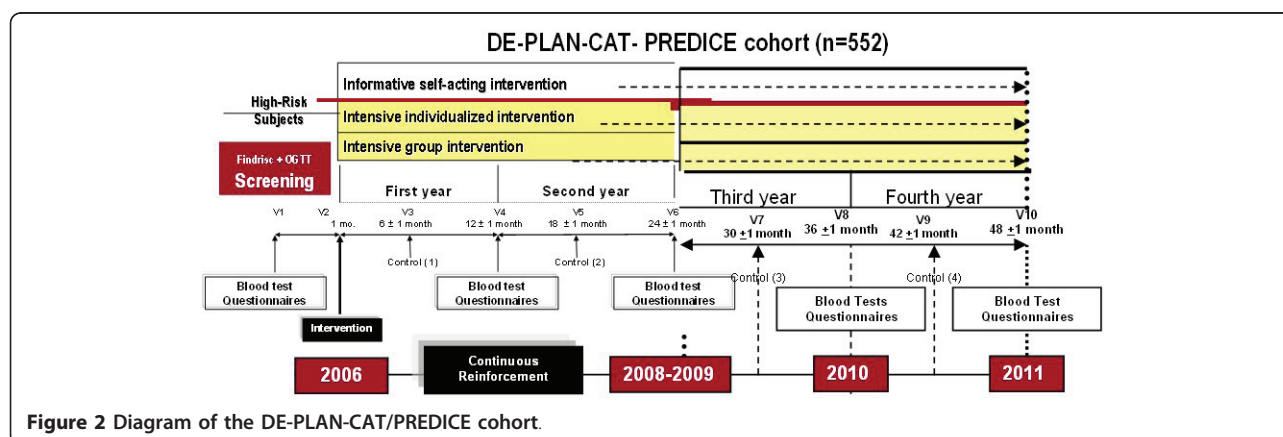 DE-PLAN-CAT- PREDICE cohort (n=552)
Informative self-acting intervention
High-Risk
Subjects
Intensive individualized intervention
Intensive group intervention
Findrisc + OGTT
Screening
First year
Second year
Third year
Fourth year
V1
V2
V3
V4
V5
V6
V7
V8
V9
V10
1 mo.
6 ± 1 month
12 ± 1 month
18 ± 1 month
24 ± 1 month
30 ±1 month
36 ±1 month
42 ±1 month
48 ±1 month
Control (1)
Control (2)
Control (3)
Control (4)
Blood test
Questionnaires
Blood test
Questionnaires
Blood test
Questionnaires
Blood Tests
Questionnaires
Blood Test
Questionnaires
Intervention
2006
Continuous
Reinforcement
2008-2009
2010
2011
Figure 2 Diagram of the DE-PLAN-CAT/PREDICE cohort.